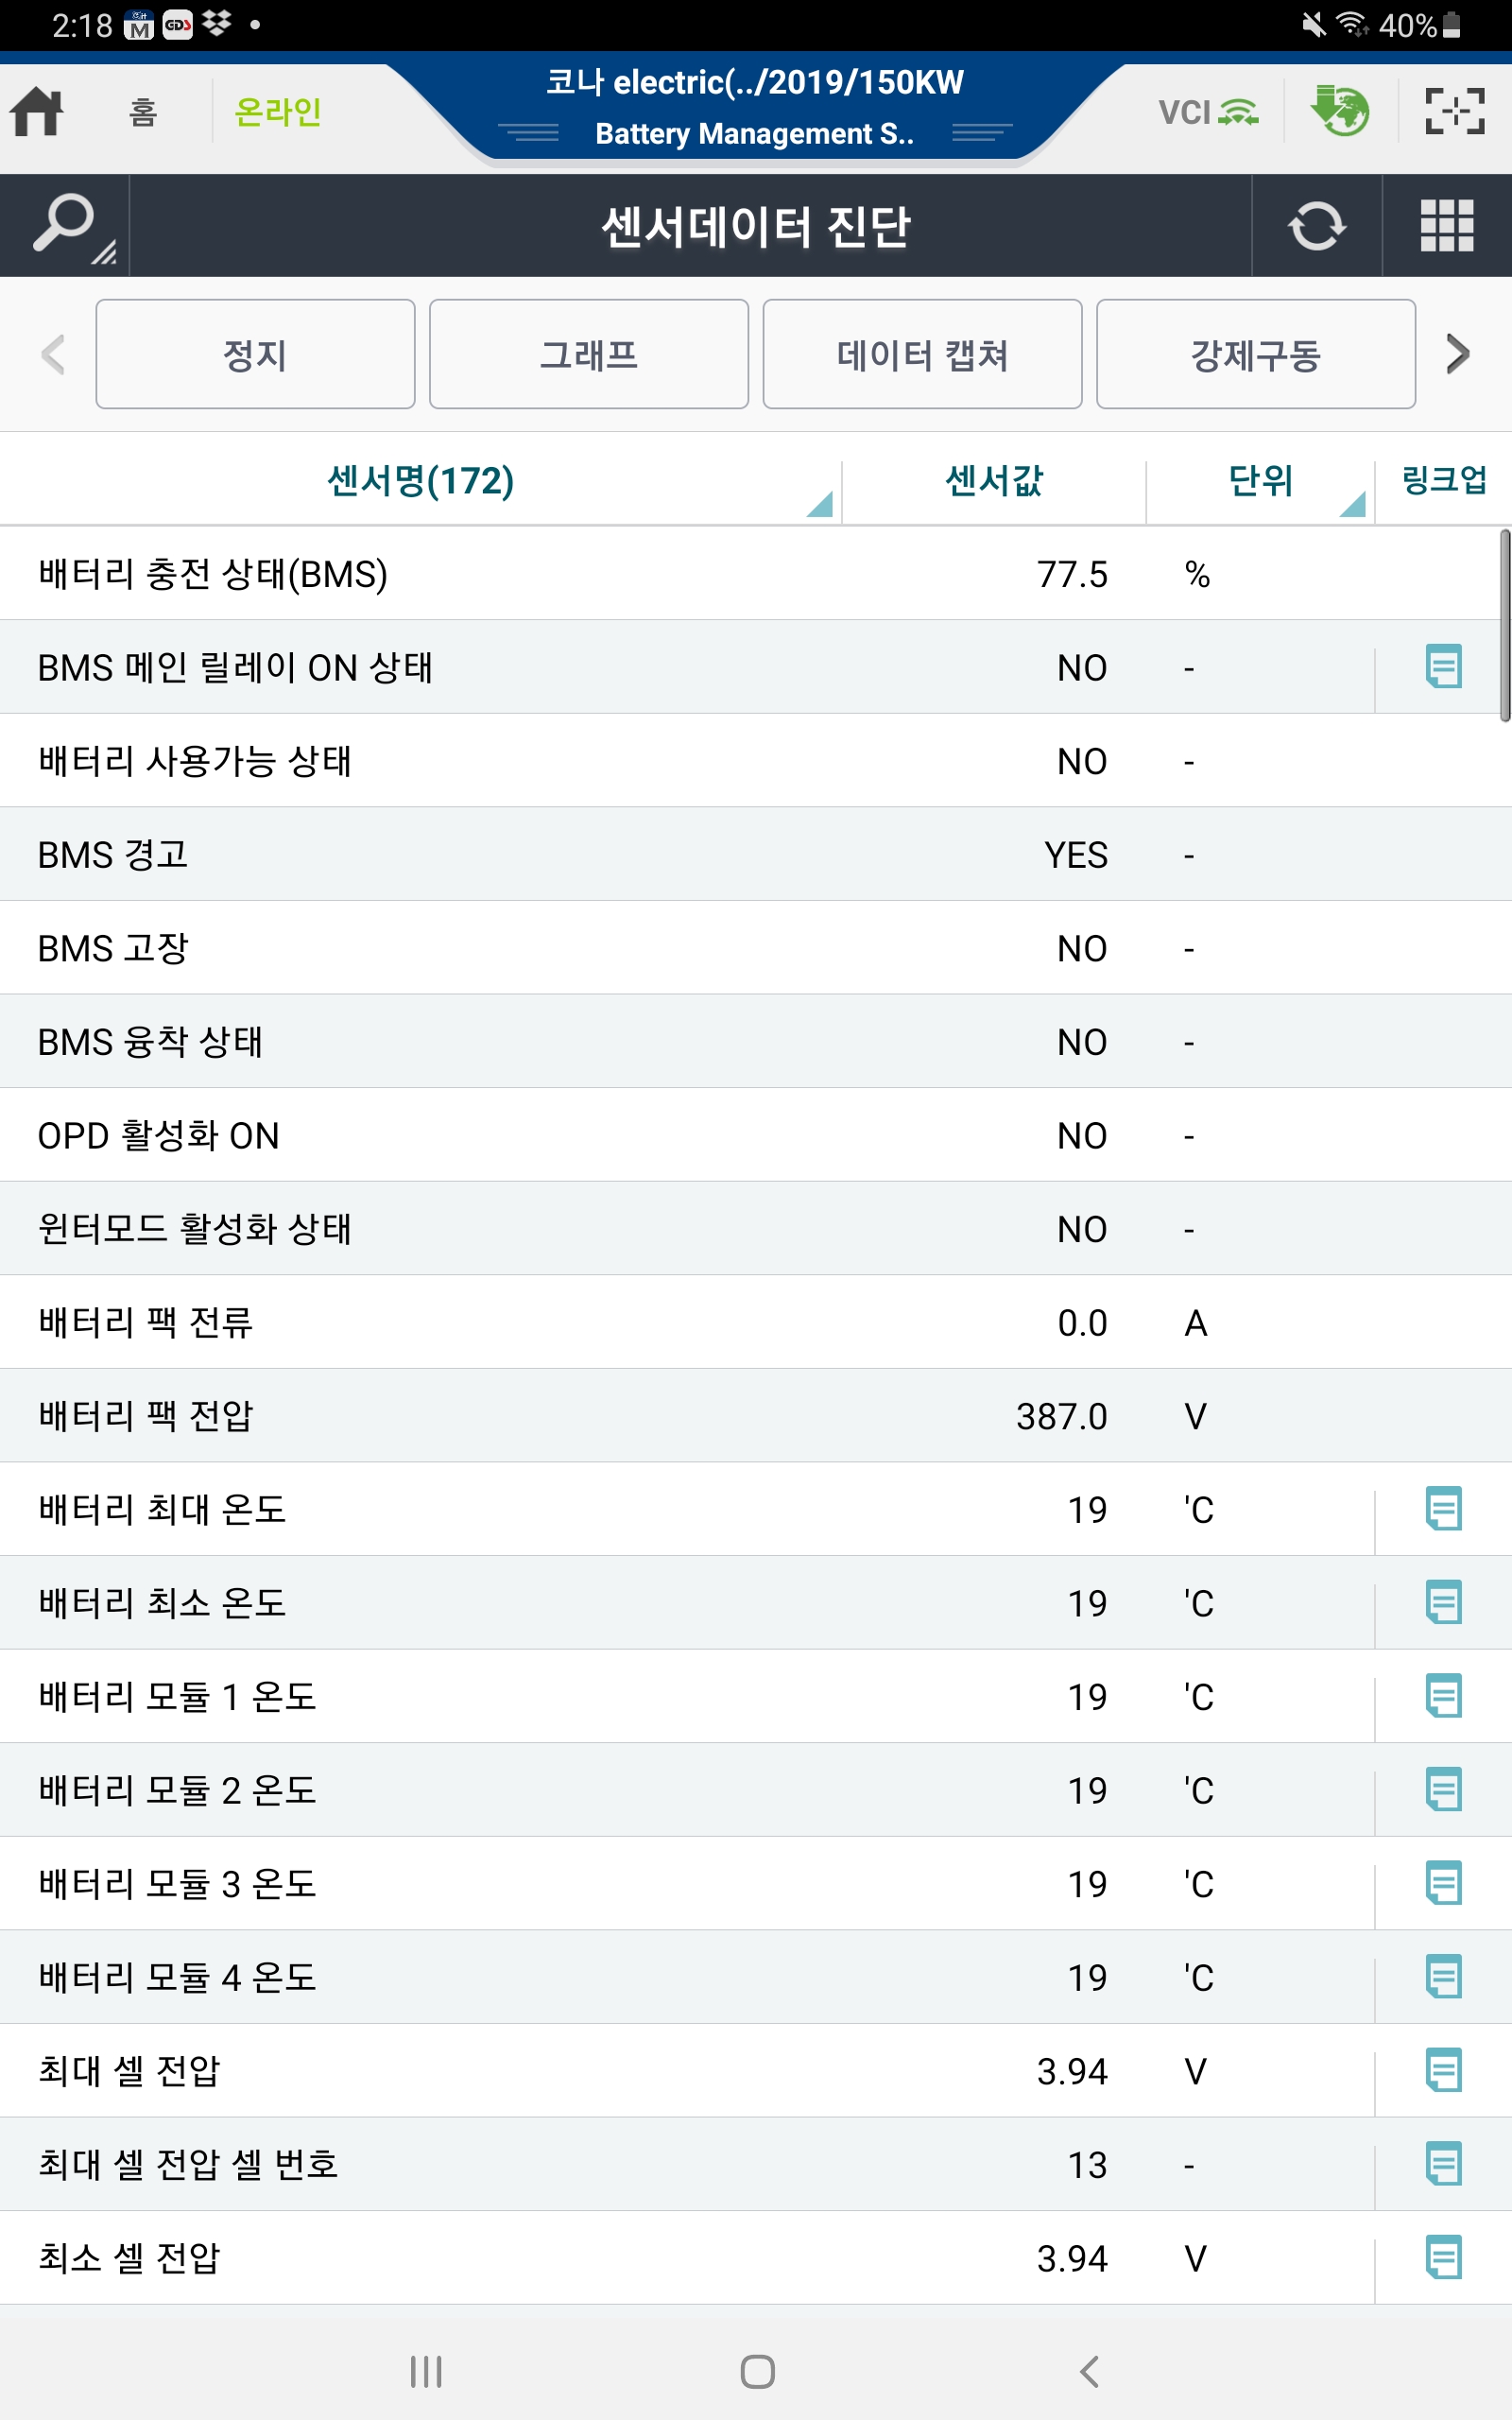 2:18 M GDS 40%
홈 온라인 코나 electric(../2019/150KW VCI
Battery Management S..
센서데이터 진단
정지 그래프 데이터 캡쳐 강제구동
센서명(172) 센서값 단위 링크업
배터리 충전 상태(BMS) 77.5 %
BMS 메인 릴레이 ON 상태 NO -
배터리 사용가능 상태 NO -
BMS 경고 YES -
BMS 고장 NO -
BMS 융착 상태 NO -
OPD 활성화 ON NO -
윈터모드 활성화 상태 NO -
배터리 팩 전류 0.0 A
배터리 팩 전압 387.0 V
배터리 최대 온도 19 'C
배터리 최소 온도 19 'C
배터리 모듈 1 온도 19 'C
배터리 모듈 2 온도 19 'C
배터리 모듈 3 온도 19 'C
배터리 모듈 4 온도 19 'C
최대 셀 전압 3.94 V
최대 셀 전압 셀 번호 13 -
최소 셀 전압 3.94 V